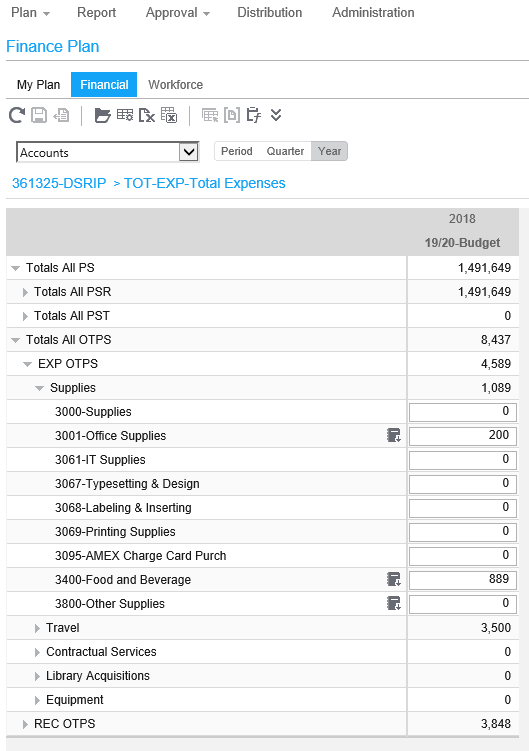 Plan Report Approval Distribution Administration
Finance Plan
My Plan Financial Workforce
Accounts Period Quarter Year
361325-DSRIP > TOT-EXP-Total Expenses
2018
19/20-Budget
Totals All PS 1,491,649
Totals All PSR 1,491,649
Totals All PST 0
Totals All OTPS 8,437
EXP OTPS 4,589
Supplies 1,089
3000-Supplies 0
3001-Office Supplies 200
3061-IT Supplies 0
3067-Typesetting & Design 0
3068-Labeling & Inserting 0
3069-Printing Supplies 0
3095-AMEX Charge Card Purch 0
3400-Food and Beverage 889
3800-Other Supplies 0
Travel 3,500
Contractual Services 0
Library Acquisitions 0
Equipment 0
REC OTPS 3,848